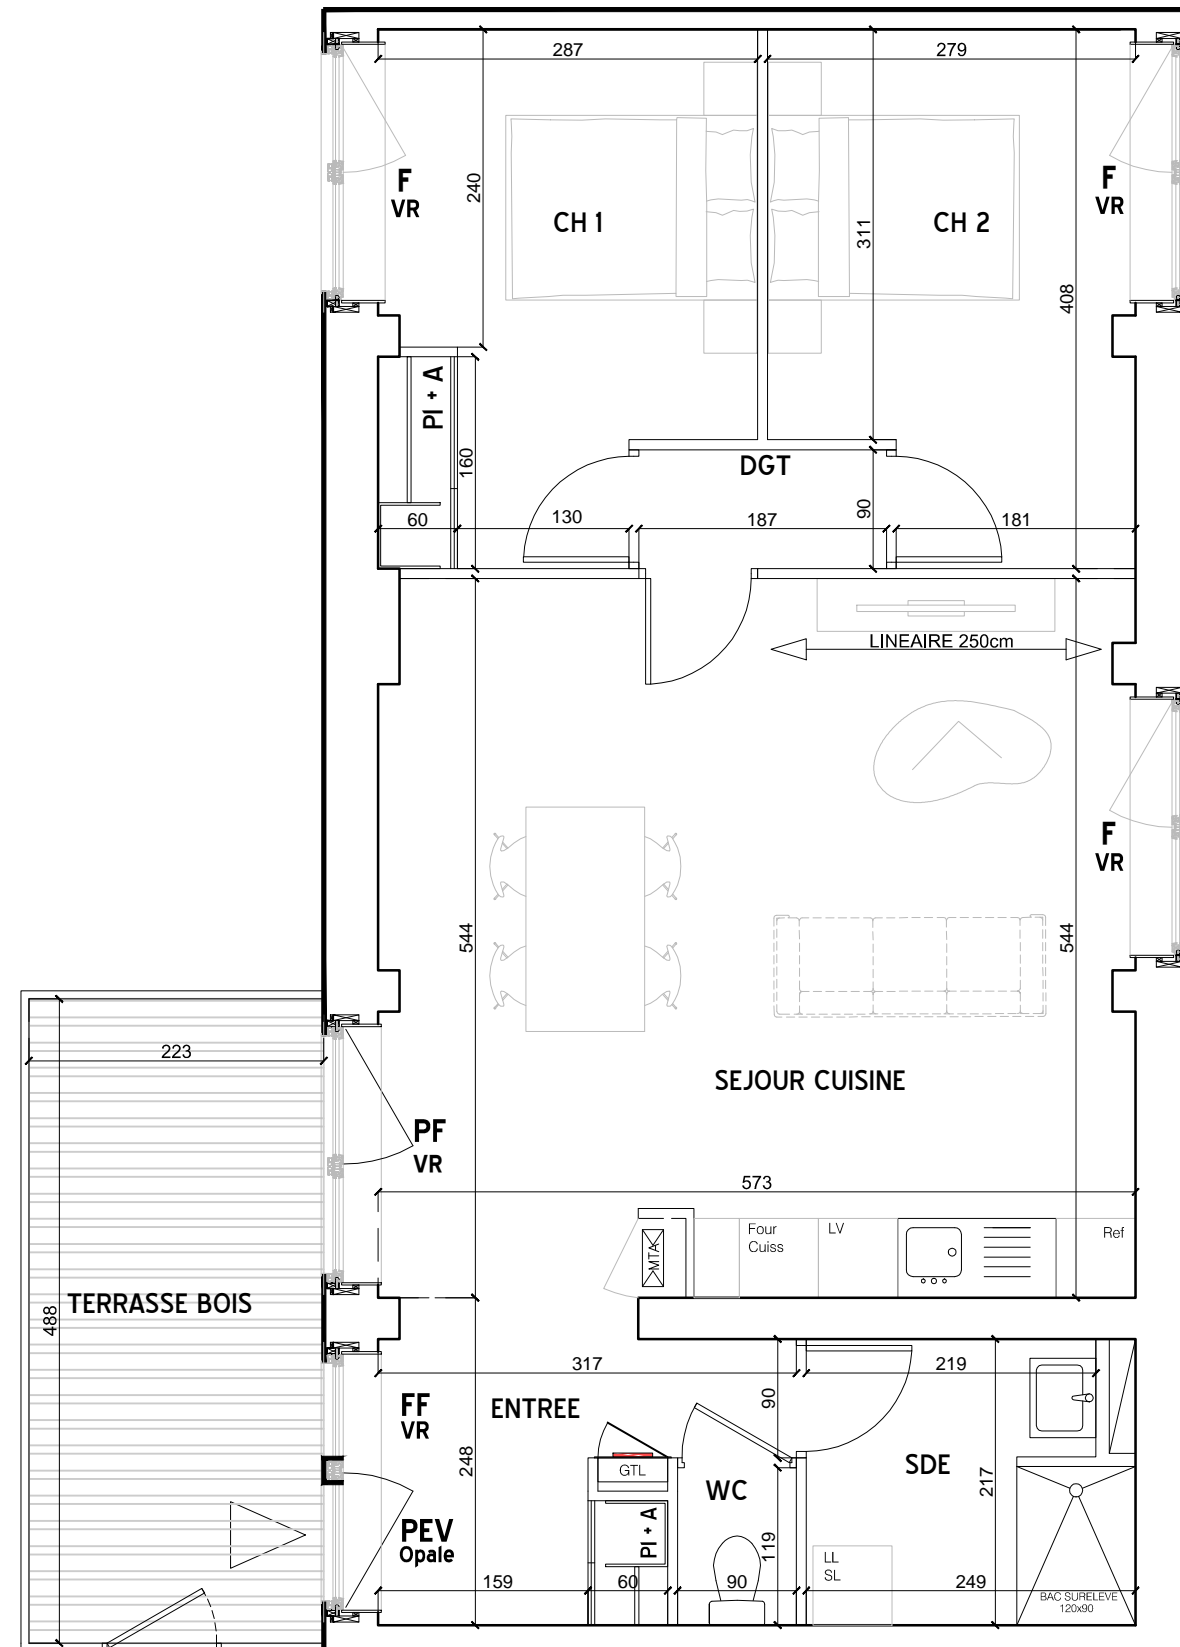 287
279
F
VR
240
CH 1
311
CH 2
F
VR
408
PI + A
160
DGT
90
60
130
187
181
LINEAIRE 250cm
F
VR
544
544
223
SEJOUR CUISINE
PF
VR
573
MTA
Four
Cuiss
LV
Ref
TERRASSE BOIS
488
317
219
FF
VR
ENTREE
90
248
GTL
WC
SDE
217
PEV
Opale
PI + A
119
LL
SL
159
60
90
249
BAC SURELEVE
120x90